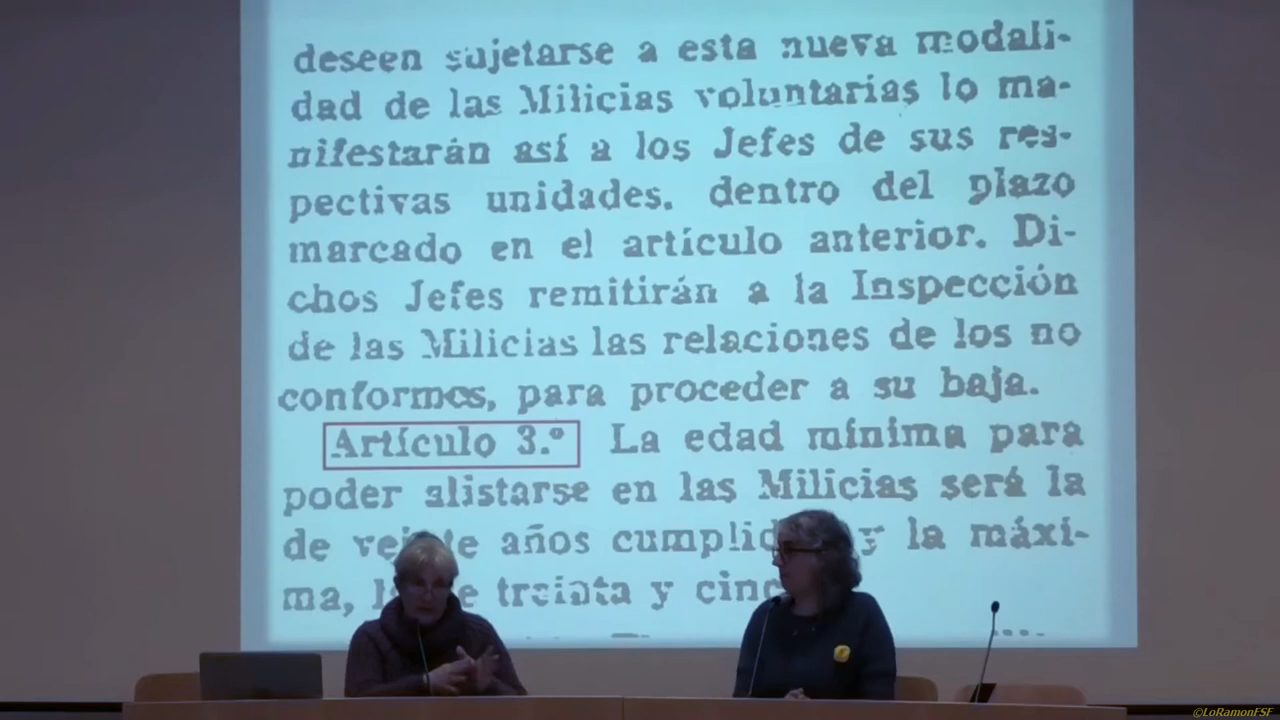 deseen sujetarse a esta nueva modali-
dad de las Milicias voluntarias lo ma-
nifestarán así a los Jefes de sus res-
pectivas unidades, dentro del plazo
marcado en el artículo anterior. Di-
chos Jefes remitirán a la Inspección
de las Milicias las relaciones de los no
conformes, para proceder a su baja.
Artículo 3.º La edad mínima para
poder alistarse en las Milicias será la
de años y la máxi-
ma, treinta y
©LoRamonFSF